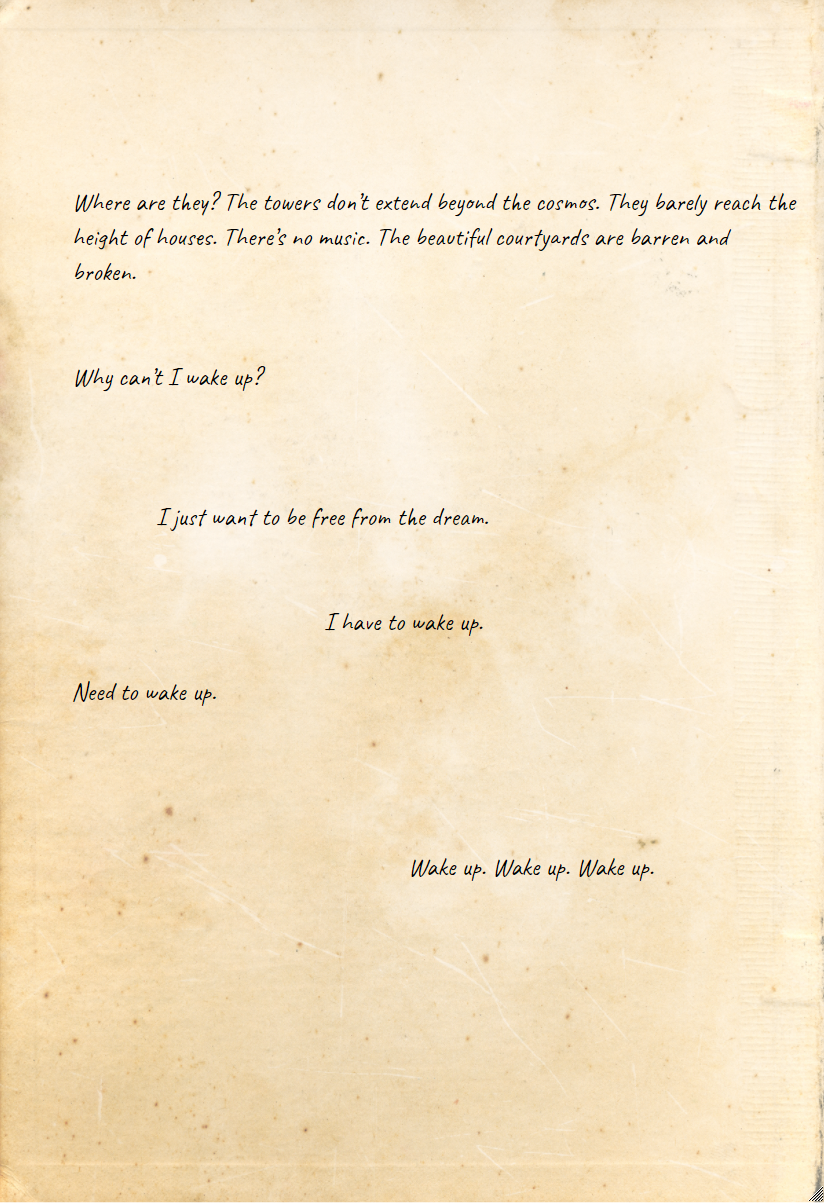 Where are they? The towers don't extend beyond the cosmos. They barely reach the
height of houses. There's no music. The beautiful courtyards are barren and
broken.
Why can't I wake up?
I just want to be free from the dream.
I have to wake up.
Need to wake up.
Wake up. Wake up. Wake up.